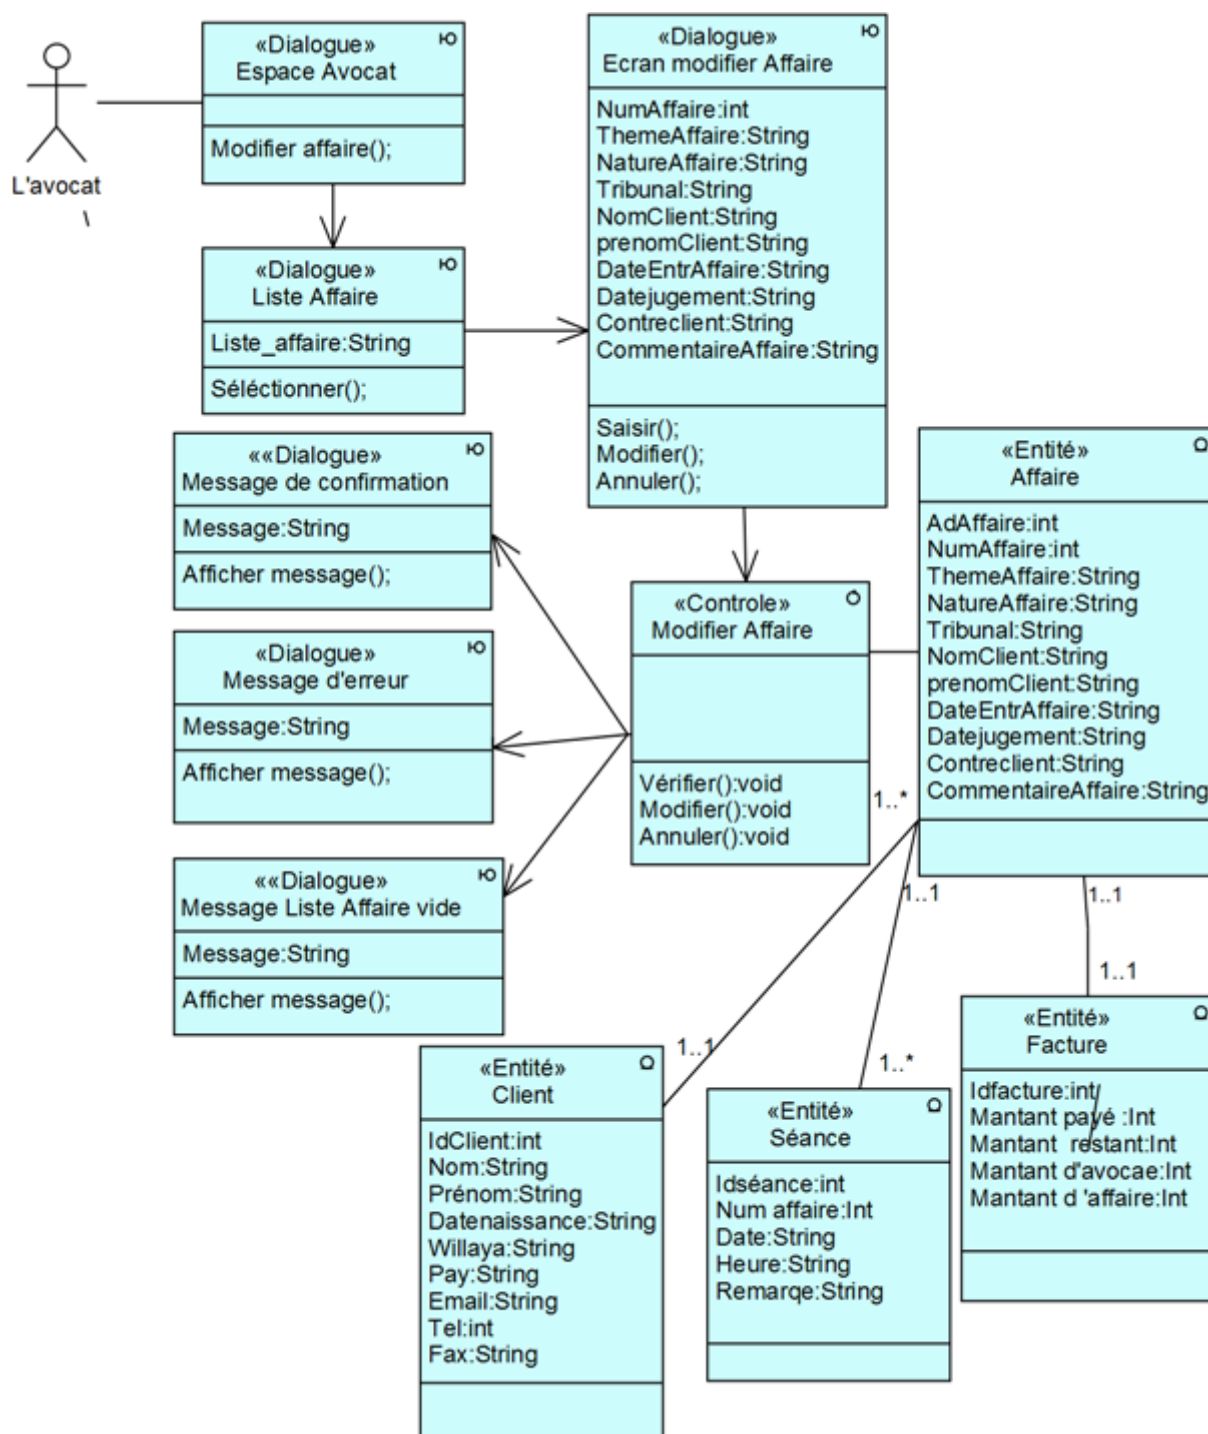 L'avocat
\
«Dialogue»
Espace Avocat
Modifier affaire();
«Dialogue»
Liste Affaire
Liste_affaire:String
Séléctionner();
«Dialogue»
Ecran modifier Affaire
NumAffaire:int
ThemeAffaire:String
NatureAffaire:String
Tribunal:String
NomClient:String
prenomClient:String
DateEntrAffaire:String
Datejugement:String
Contreclient:String
CommentaireAffaire:String
Saisir();
Modifier();
Annuler();
««Dialogue»
Message de confirmation
Message:String
Afficher message();
«Dialogue»
Message d'erreur
Message:String
Afficher message();
««Dialogue»
Message Liste Affaire vide
Message:String
Afficher message();
«Controle»
Modifier Affaire
Vérifier():void
Modifier():void
Annuler():void
«Entité»
Affaire
AdAffaire:int
NumAffaire:int
ThemeAffaire:String
NatureAffaire:String
Tribunal:String
NomClient:String
prenomClient:String
DateEntrAffaire:String
Datejugement:String
Contreclient:String
CommentaireAffaire:String
1..*
1..1
1..1
1..1
1..*
1..1
«Entité»
Client
IdClient:int
Nom:String
Prénom:String
Datenaissance:String
Willaya:String
Pay:String
Email:String
Tel:int
Fax:String
«Entité»
Séance
Idséance:int
Num affaire:Int
Date:String
Heure:String
Remarqe:String
«Entité»
Facture
Idfacture:int
Mantant payé :Int
Mantant restant:Int
Mantant d'avocae:Int
Mantant d 'affaire:Int